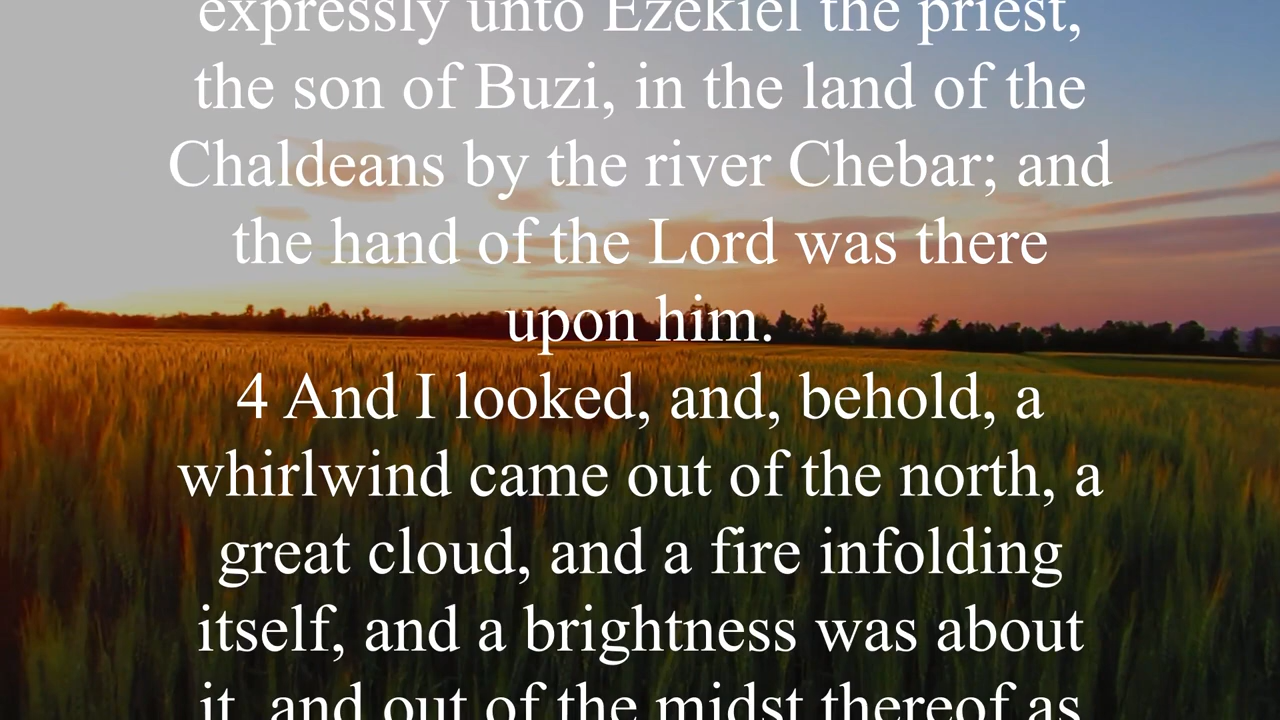 expressly unto Ezekiel the priest,
the son of Buzi, in the land of the
Chaldeans by the river Chebar; and
the hand of the Lord was there
upon him.
4 And I looked, and, behold, a
whirlwind came out of the north, a
great cloud, and a fire infolding
itself, and a brightness was about
it, and out of the midst thereof as